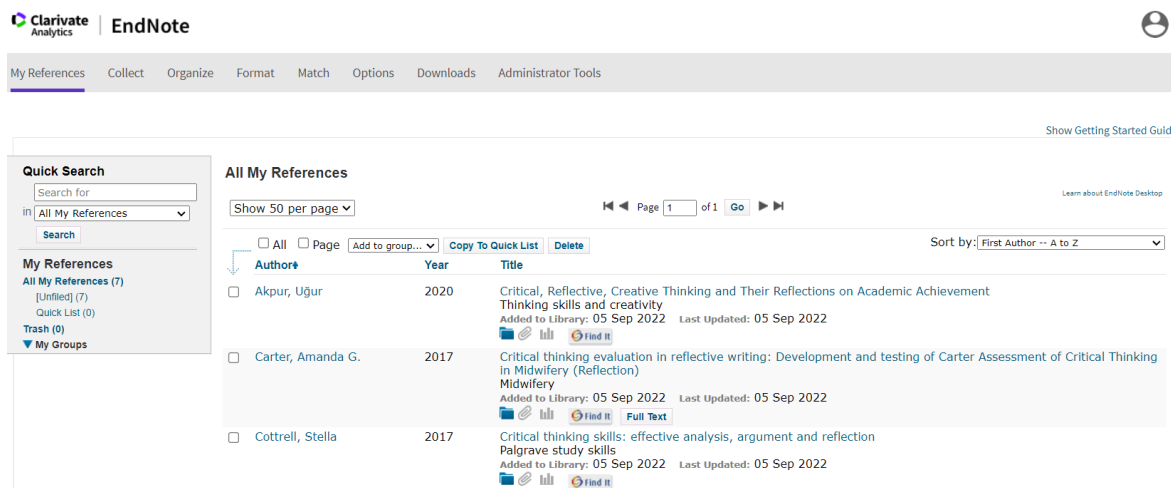 Clarivate
Analytics
EndNote
My References Collect Organize Format Match Options Downloads Administrator Tools
Show Getting Started Guid
Quick Search
Search for
in All My References
Search
My References
All My References (7)
[Unfiled] (7)
Quick List (0)
Trash (0)
My Groups
All My References
Learn about EndNote Desktop
Show 50 per page
Page 1 of 1 Go
All Page Add to group... Copy To Quick List Delete
Sort by: First Author -- A to Z
Author Year Title
Akpur, Uğur 2020 Critical, Reflective, Creative Thinking and Their Reflections on Academic Achievement
Thinking skills and creativity
Added to Library: 05 Sep 2022 Last Updated: 05 Sep 2022
Find It
Carter, Amanda G. 2017 Critical thinking evaluation in reflective writing: Development and testing of Carter Assessment of Critical Thinking
in Midwifery (Reflection)
Midwifery
Added to Library: 05 Sep 2022 Last Updated: 05 Sep 2022
Find It Full Text
Cottrell, Stella 2017 Critical thinking skills: effective analysis, argument and reflection
Palgrave study skills
Added to Library: 05 Sep 2022 Last Updated: 05 Sep 2022
Find It